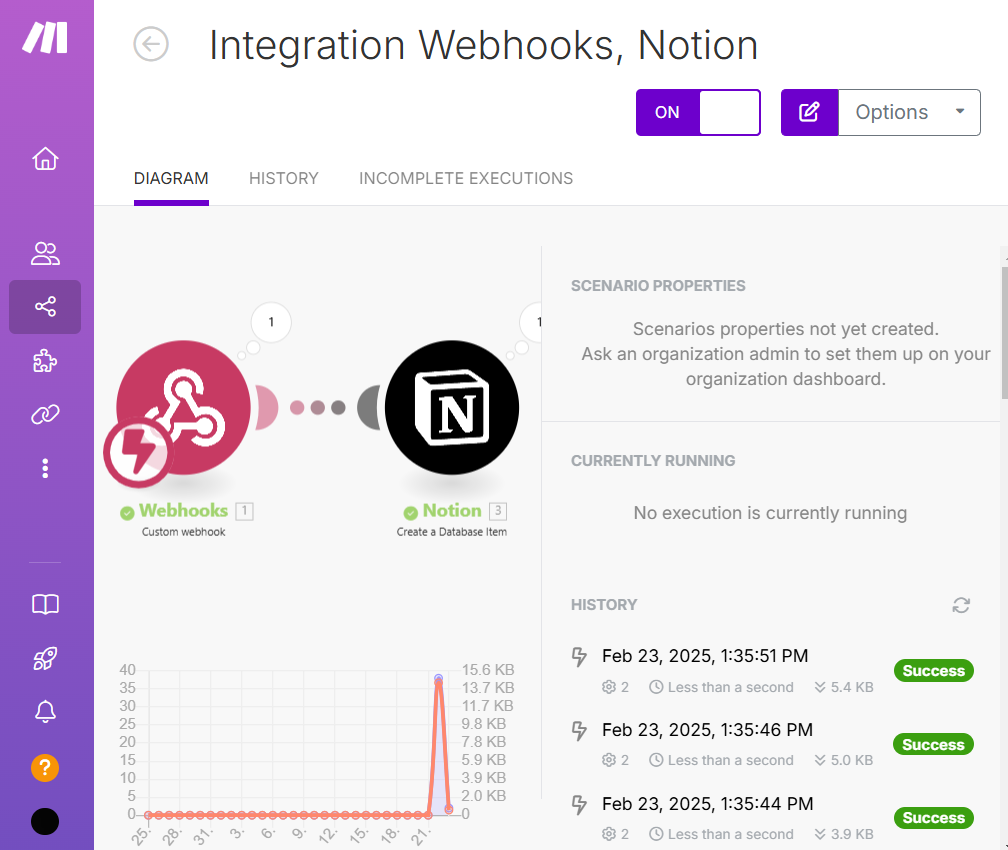 Integration Webhooks, Notion
ON
Options
DIAGRAM HISTORY INCOMPLETE EXECUTIONS
1
1
N
Webhooks 1
Custom webhook
Notion 3
Create a Database Item
SCENARIO PROPERTIES
Scenarios properties not yet created.
Ask an organization admin to set them up on your
organization dashboard.
CURRENTLY RUNNING
No execution is currently running
HISTORY
Feb 23, 2025, 1:35:51 PM
2 Less than a second 5.4 KB
Success
Feb 23, 2025, 1:35:46 PM
2 Less than a second 5.0 KB
Success
Feb 23, 2025, 1:35:44 PM
2 Less than a second 3.9 KB
Success
40 15.6 KB
35 13.7 KB
30 11.7 KB
25 9.8 KB
20 7.8 KB
15 5.9 KB
10 3.9 KB
5 2.0 KB
0 0
25. 28. 31. 3. 6. 9. 12. 15. 18. 21.
?